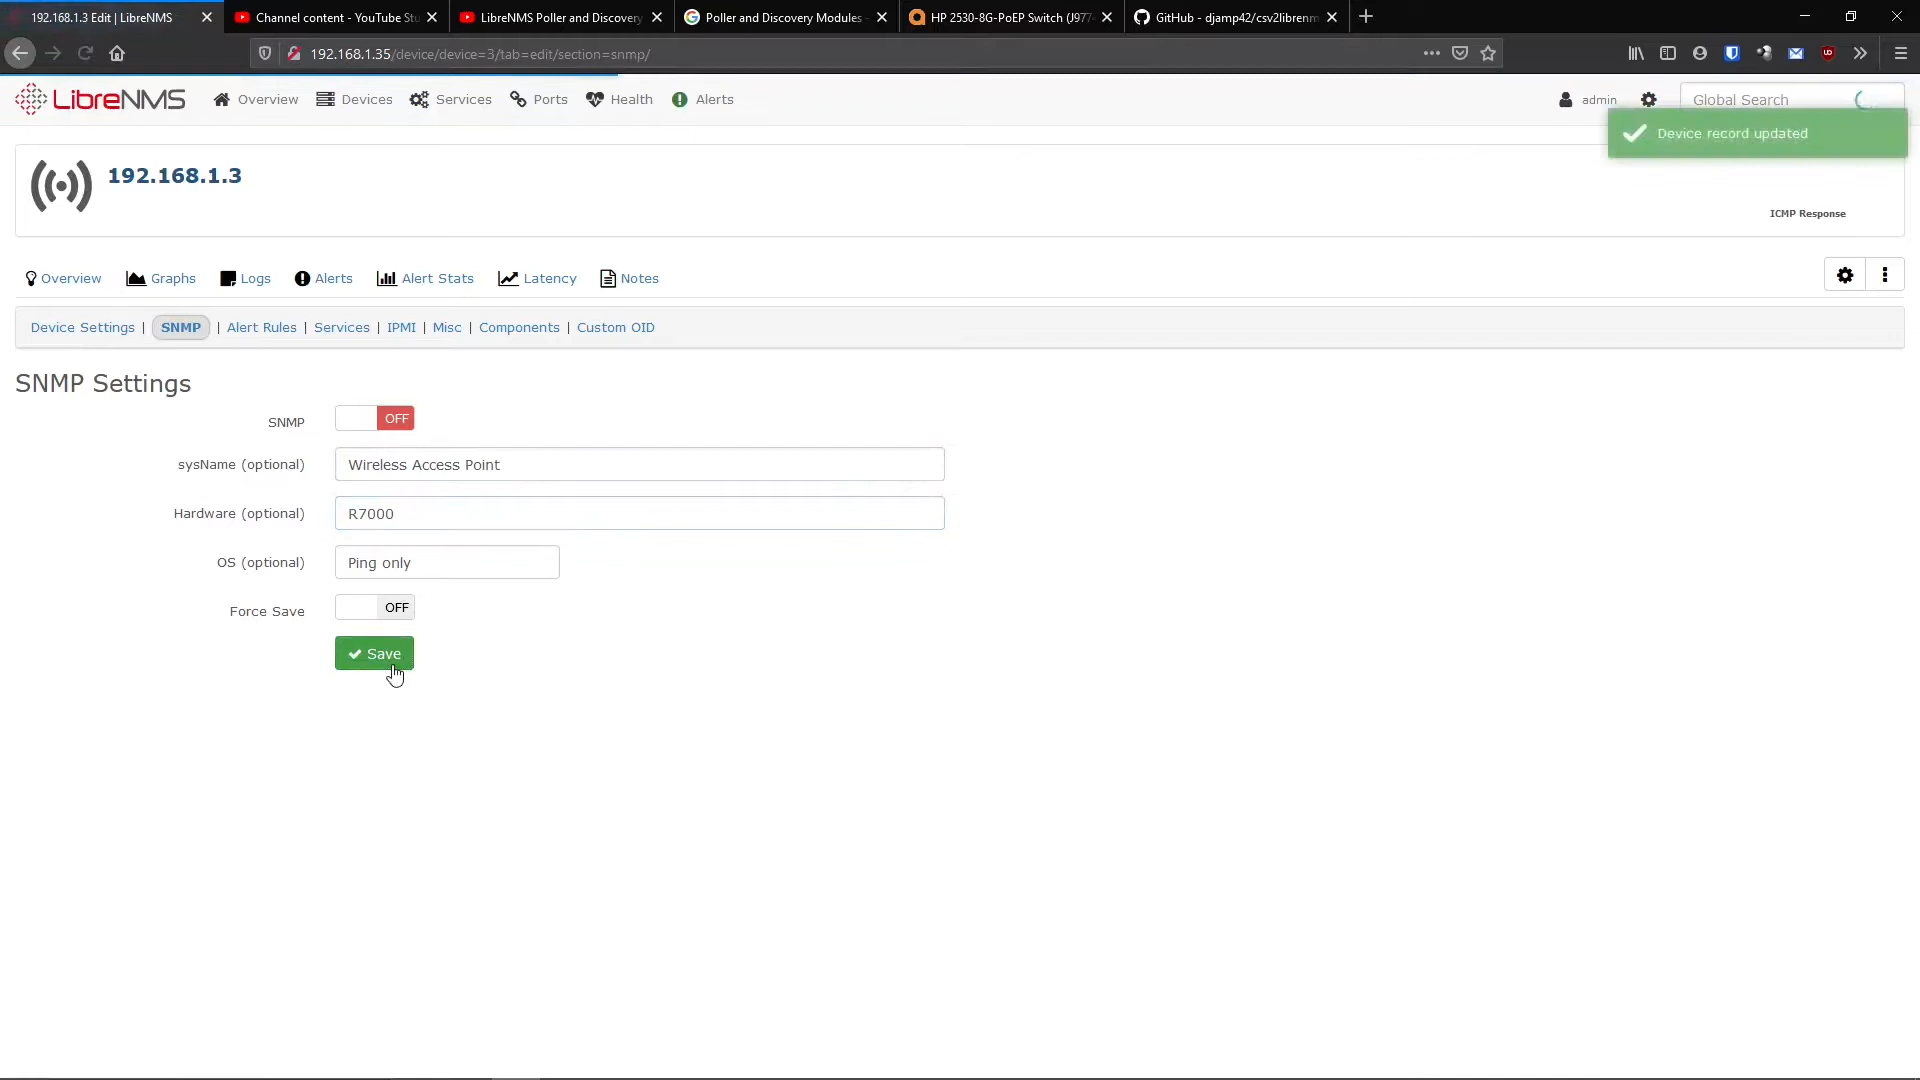 192.168.1.3 Edit | LibreNMS
Channel content - YouTube Stu
LibreNMS Poller and Discovery
Poller and Discovery Modules -
HP 2530-8G-PoEP Switch (J977
GitHub - djamp42/csv2librenm
192.168.1.35/device/device=3/tab=edit/section=snmp/
LibreNMS
Overview
Devices
Services
Ports
Health
Alerts
admin
Global Search
Device record updated
192.168.1.3
ICMP Response
Overview
Graphs
Logs
Alerts
Alert Stats
Latency
Notes
Device Settings | SNMP | Alert Rules | Services | IPMI | Misc | Components | Custom OID
SNMP Settings
SNMP
OFF
sysName (optional)
Wireless Access Point
Hardware (optional)
R7000
OS (optional)
Ping only
Force Save
OFF
Save